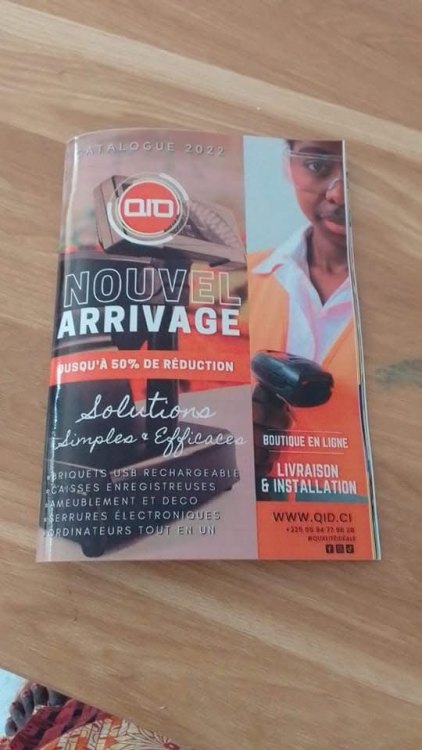 CATALOGUE 2022
QID
NOUVEL
ARRIVAGE
JUSQU'À 50% DE RÉDUCTION
Solutions
Simples & Efficaces
BRIQUETS USB RECHARGEABLE
CAISSES ENREGISTREUSES
AMEUBLEMENT ET DECO
SERRURES ÉLECTRONIQUES
ORDINATEURS TOUT EN UN
BOUTIQUE EN LIGNE
LIVRAISON
& INSTALLATION
WWW.QID.CI